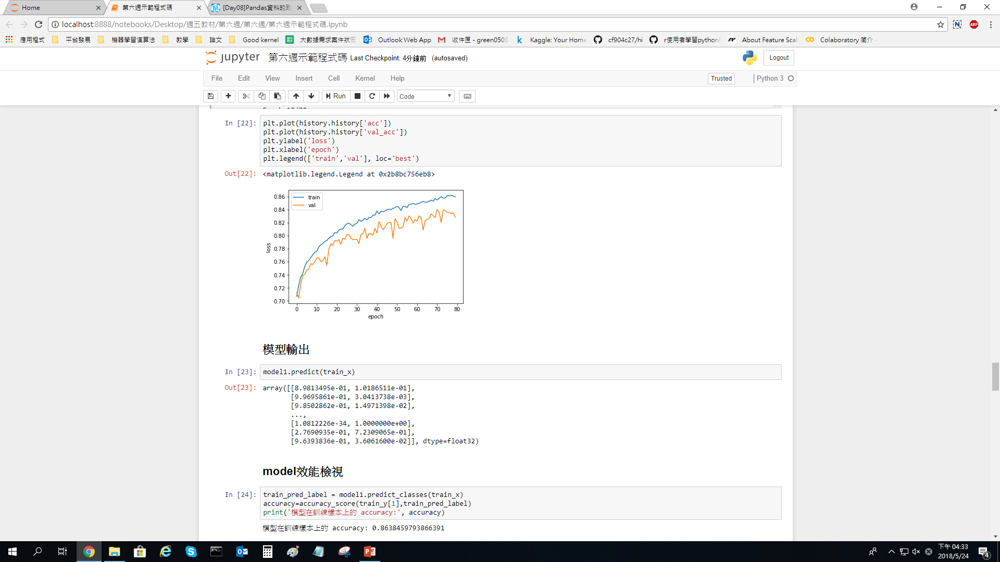 Home
第六週示範程式碼
[Day08]Pandas資料的取
localhost:8888/notebooks/Desktop/週五教材/第六週/第六週/第六週示範程式碼.ipynb
應用程式 平台發展 機器學習演算法 教學 論文 Good kernel 大數據需求案件狀況 Outlook Web App 收件匣 - green0503 Kaggle: Your Home cf904c27/hi r使用者學習python About Feature Scali Colaboratory 简介 -
jupyter 第六週示範程式碼 Last Checkpoint: 4分鐘前 (autosaved)
Logout
File Edit View Insert Cell Kernel Help
Trusted
Python 3
Run
Code
In [22]:
plt.plot(history.history['acc'])
plt.plot(history.history['val_acc'])
plt.ylabel('loss')
plt.xlabel('epoch')
plt.legend(['train','val'], loc='best')
Out[22]: <matplotlib.legend.Legend at 0x2b8bc756eb8>
train
val
0.86
0.84
0.82
0.80
0.78
0.76
0.74
0.72
0.70
loss
0 10 20 30 40 50 60 70 80
epoch
模型輸出
In [23]: model1.predict(train_x)
Out[23]: array([[8.9813495e-01, 1.0186511e-01],
[9.9695861e-01, 3.0413738e-03],
[9.8502862e-01, 1.4971398e-02],
...,
[1.0812226e-34, 1.0000000e+00],
[2.7690935e-01, 7.2309065e-01],
[9.6393836e-01, 3.6061600e-02]], dtype=float32)
model效能檢視
In [24]: train_pred_label = model1.predict_classes(train_x)
accuracy=accuracy_score(train_y[1],train_pred_label)
print('模型在訓練樣本上的 accuracy:', accuracy)
模型在訓練樣本上的 accuracy: 0.8638459793866391
下午 04:33
2018/5/24
4